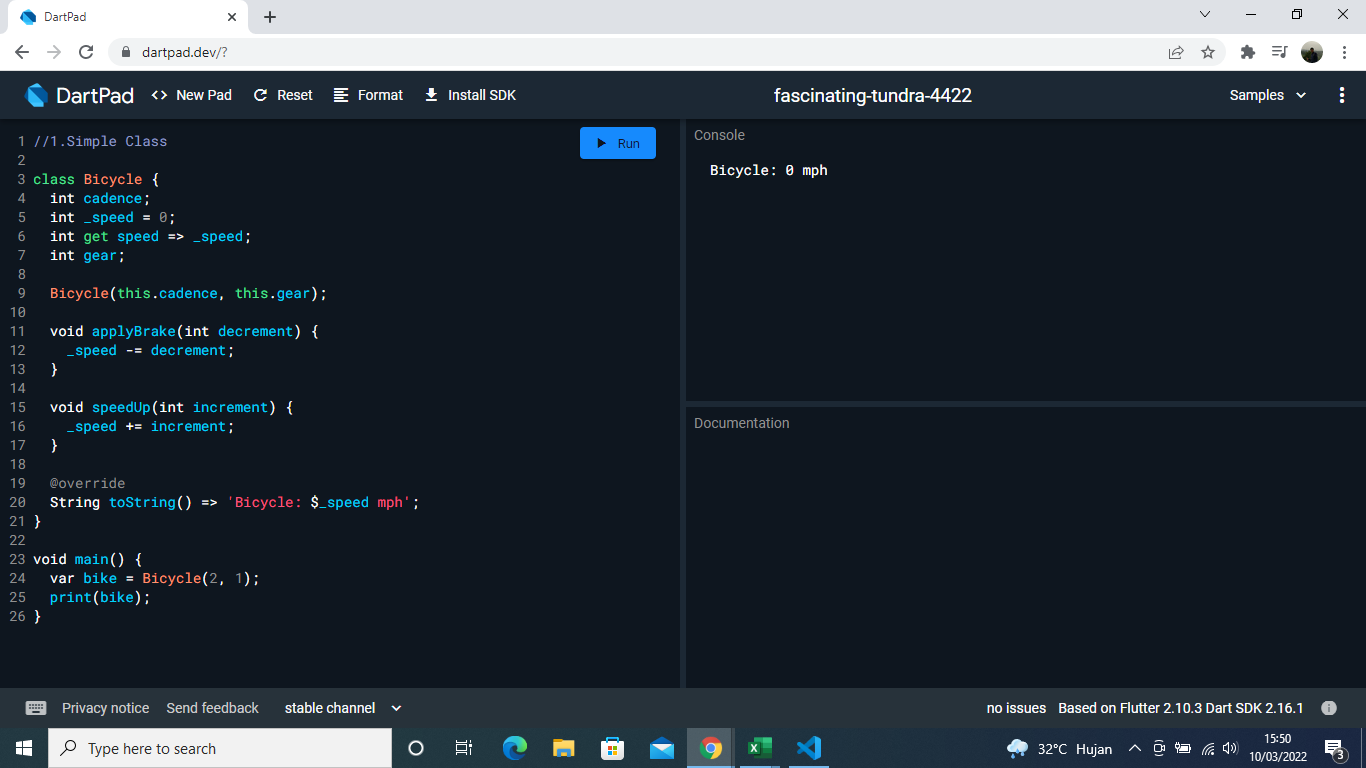 DartPad
dartpad.dev/?
DartPad <> New Pad Reset Format Install SDK fascinating-tundra-4422 Samples
1 //1.Simple Class
2
3 class Bicycle {
4   int cadence;
5   int _speed = 0;
6   int get speed => _speed;
7   int gear;
8
9   Bicycle(this.cadence, this.gear);
10
11   void applyBrake(int decrement) {
12     _speed -= decrement;
13   }
14
15   void speedUp(int increment) {
16     _speed += increment;
17   }
18
19   @override
20   String toString() => 'Bicycle: $_speed mph';
21 }
22
23 void main() {
24   var bike = Bicycle(2, 1);
25   print(bike);
26 }
Run
Console
Bicycle: 0 mph
Documentation
Privacy notice Send feedback stable channel no issues Based on Flutter 2.10.3 Dart SDK 2.16.1
Type here to search
32°C Hujan
15:50
10/03/2022
3